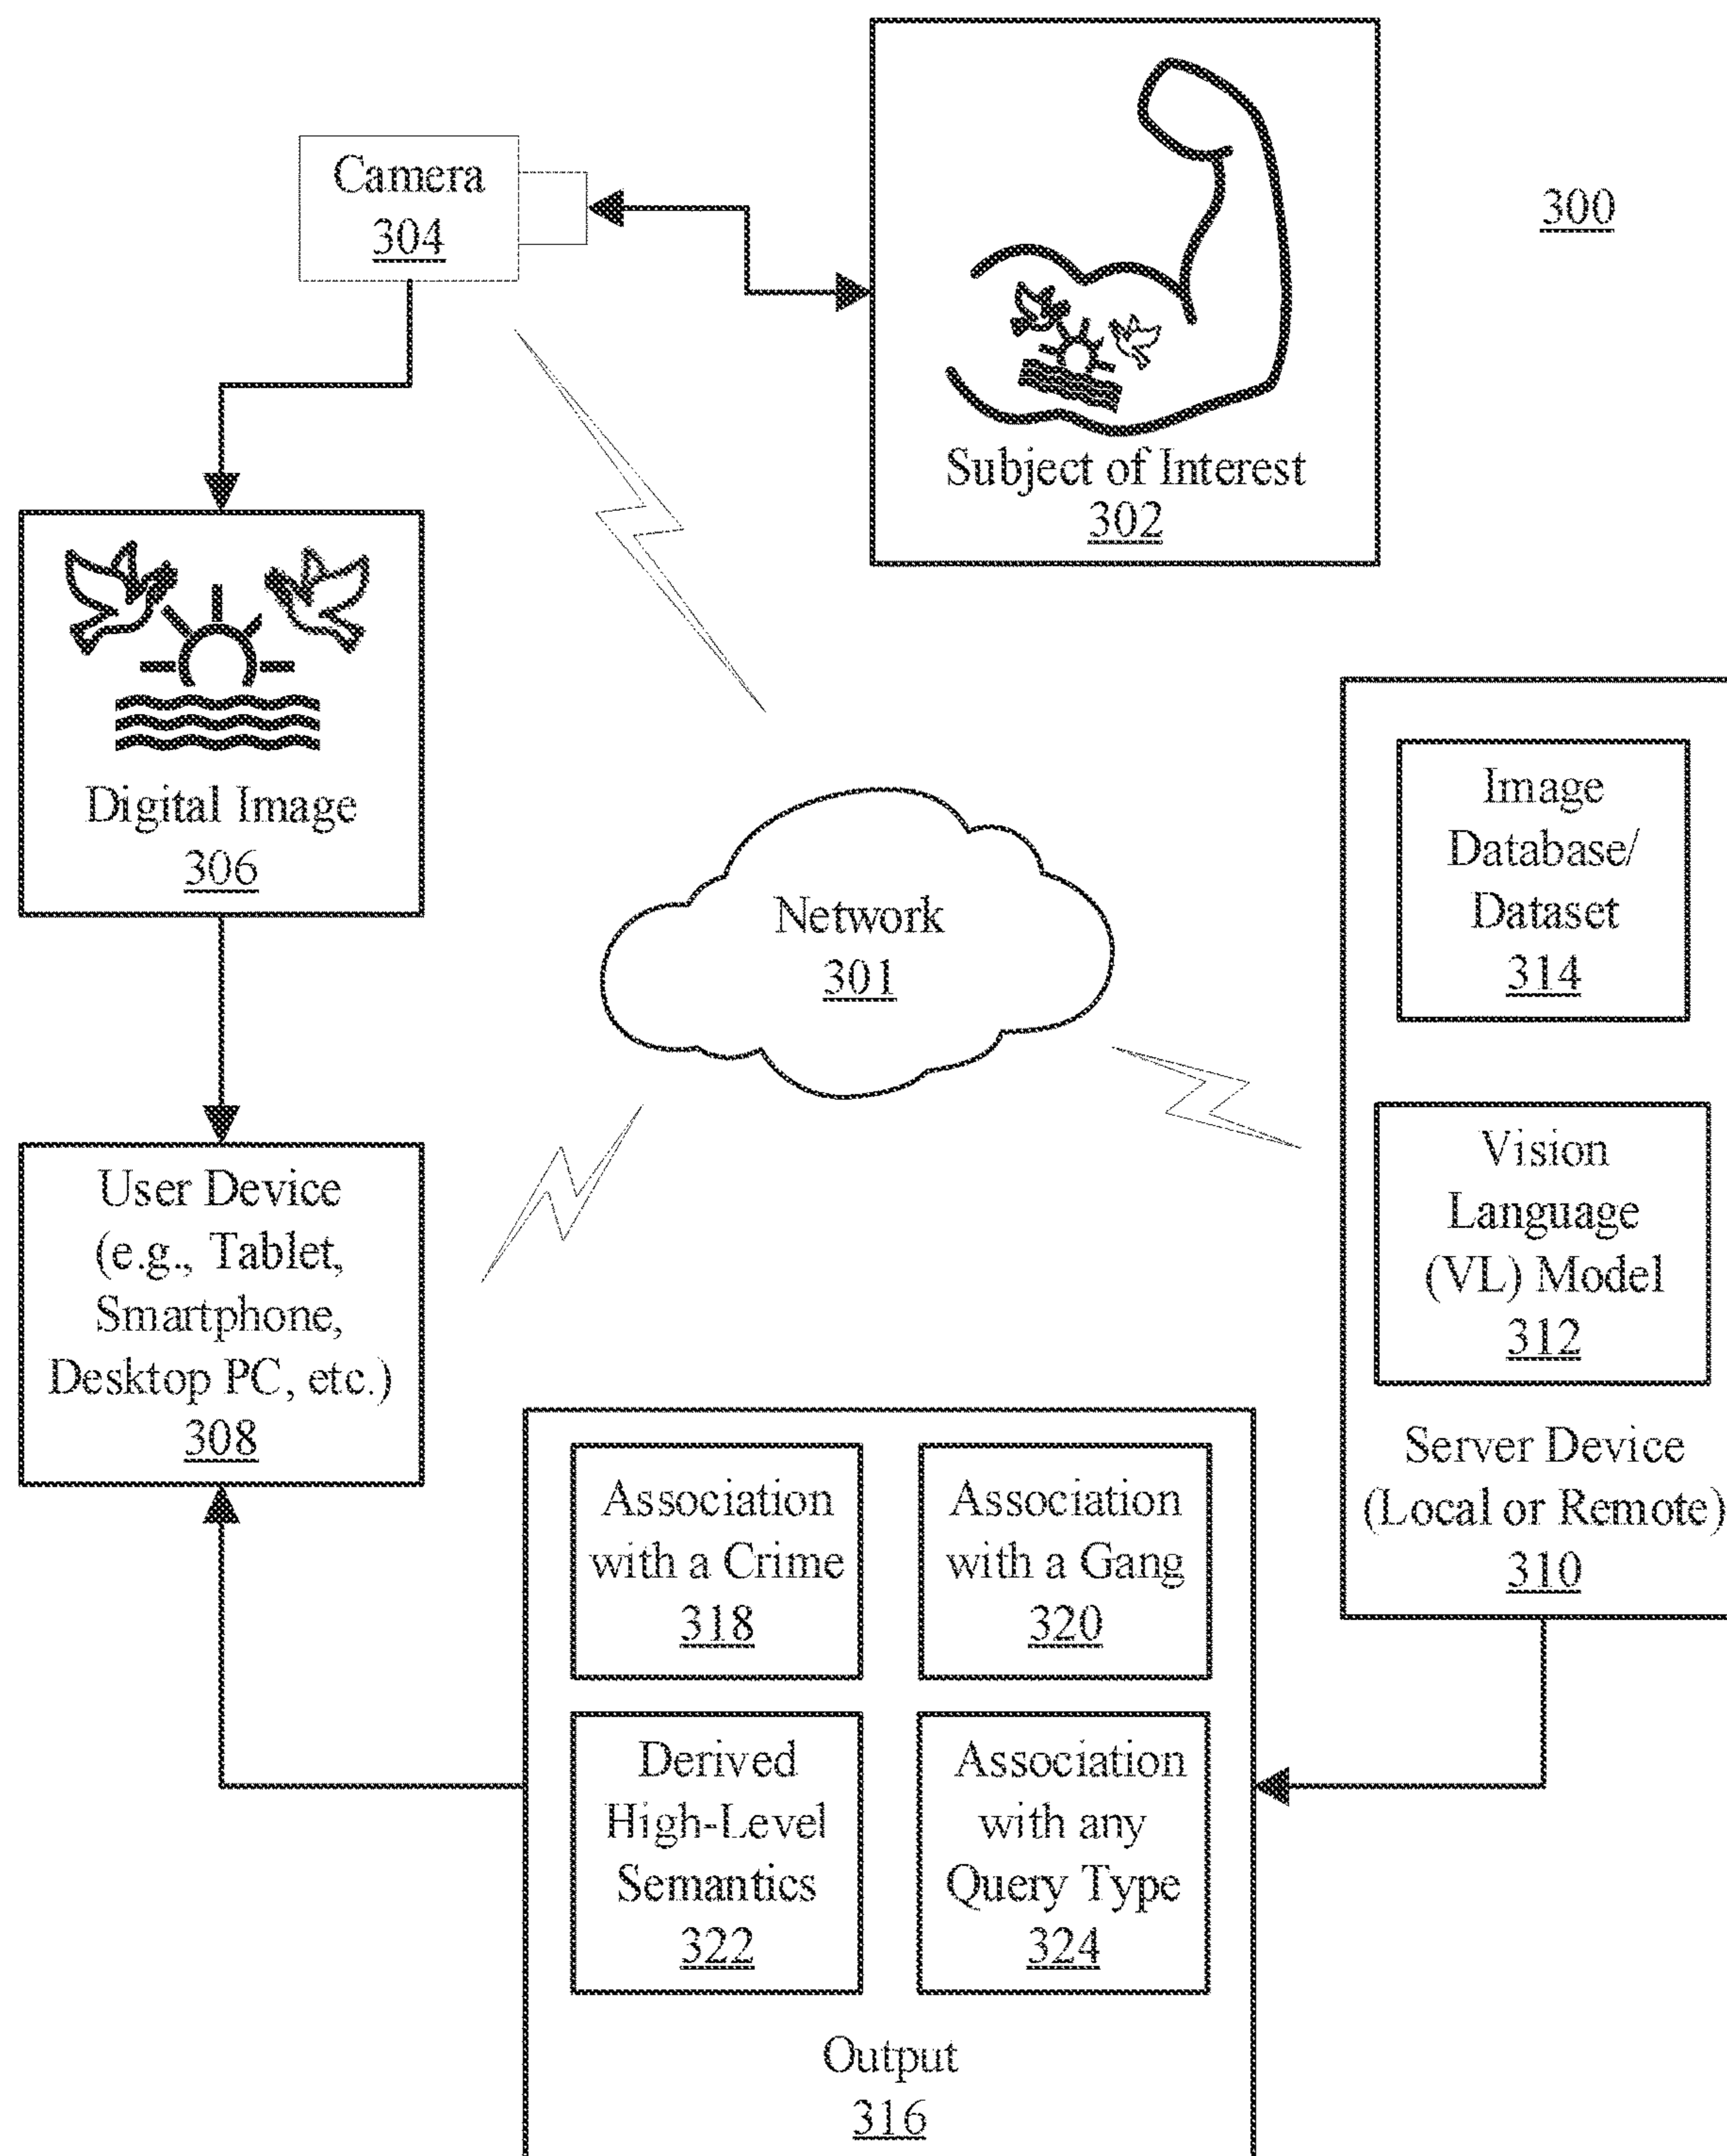 Camera
304
300
Subject of Interest
302
Digital Image
306
Network
301
Image
Database/
Dataset
314
Vision
Language
(VL) Model
312
Server Device
(Local or Remote)
310
User Device
(e.g., Tablet,
Smartphone,
Desktop PC, etc.)
308
Association
with a Crime
318
Association
with a Gang
320
Derived
High-Level
Semantics
322
Association
with any
Query Type
324
Output
316